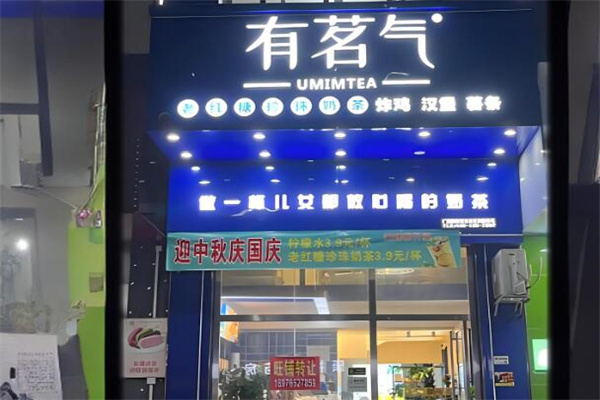 有茗气
UMIMTEA
老红糖珍珠奶茶 炸鸡 汉堡 薯条
做一杯儿女都放心喝的奶茶
迎中秋庆国庆
柠檬水3.9元/杯
老红糖珍珠奶茶3.9元/杯
旺铺转让